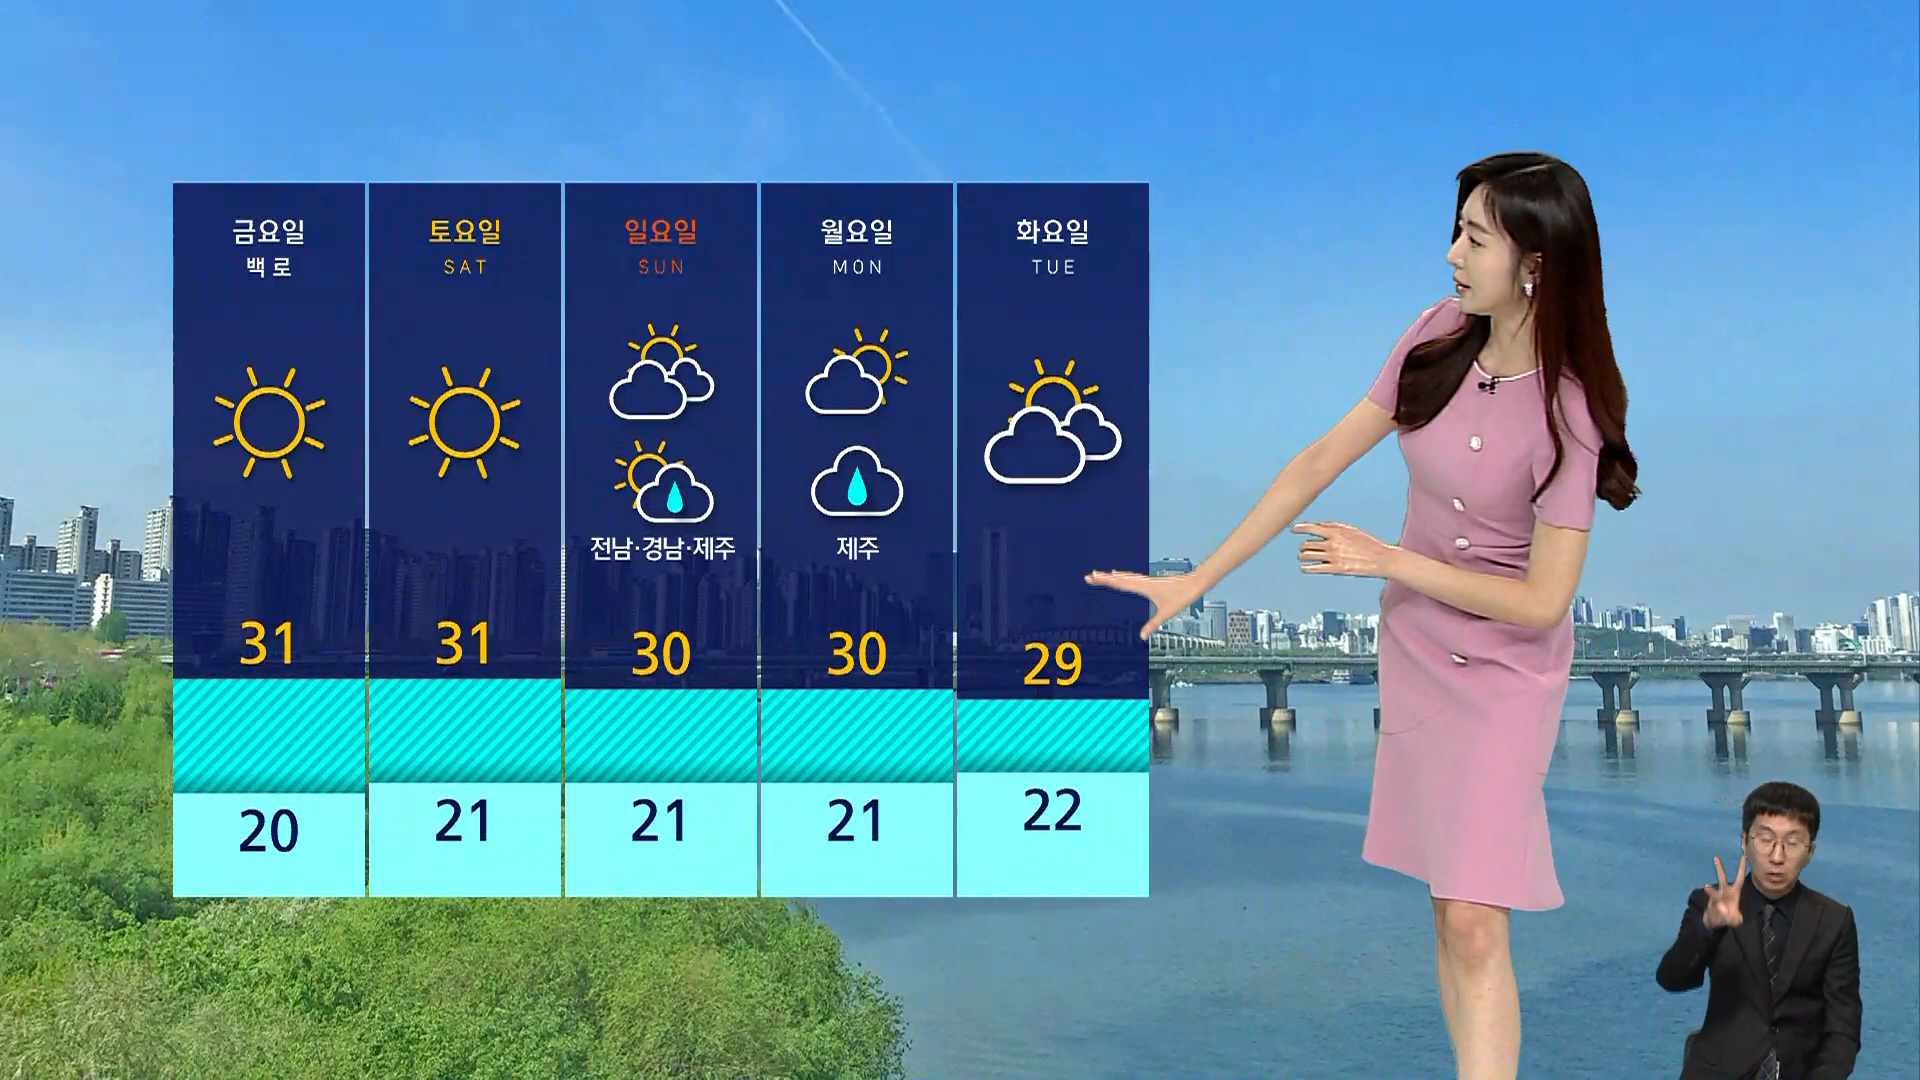 금요일
백로
31
20
토요일
SAT
31
21
일요일
SUN
전남·경남·제주
30
21
월요일
MON
제주
30
21
화요일
TUE
29
22